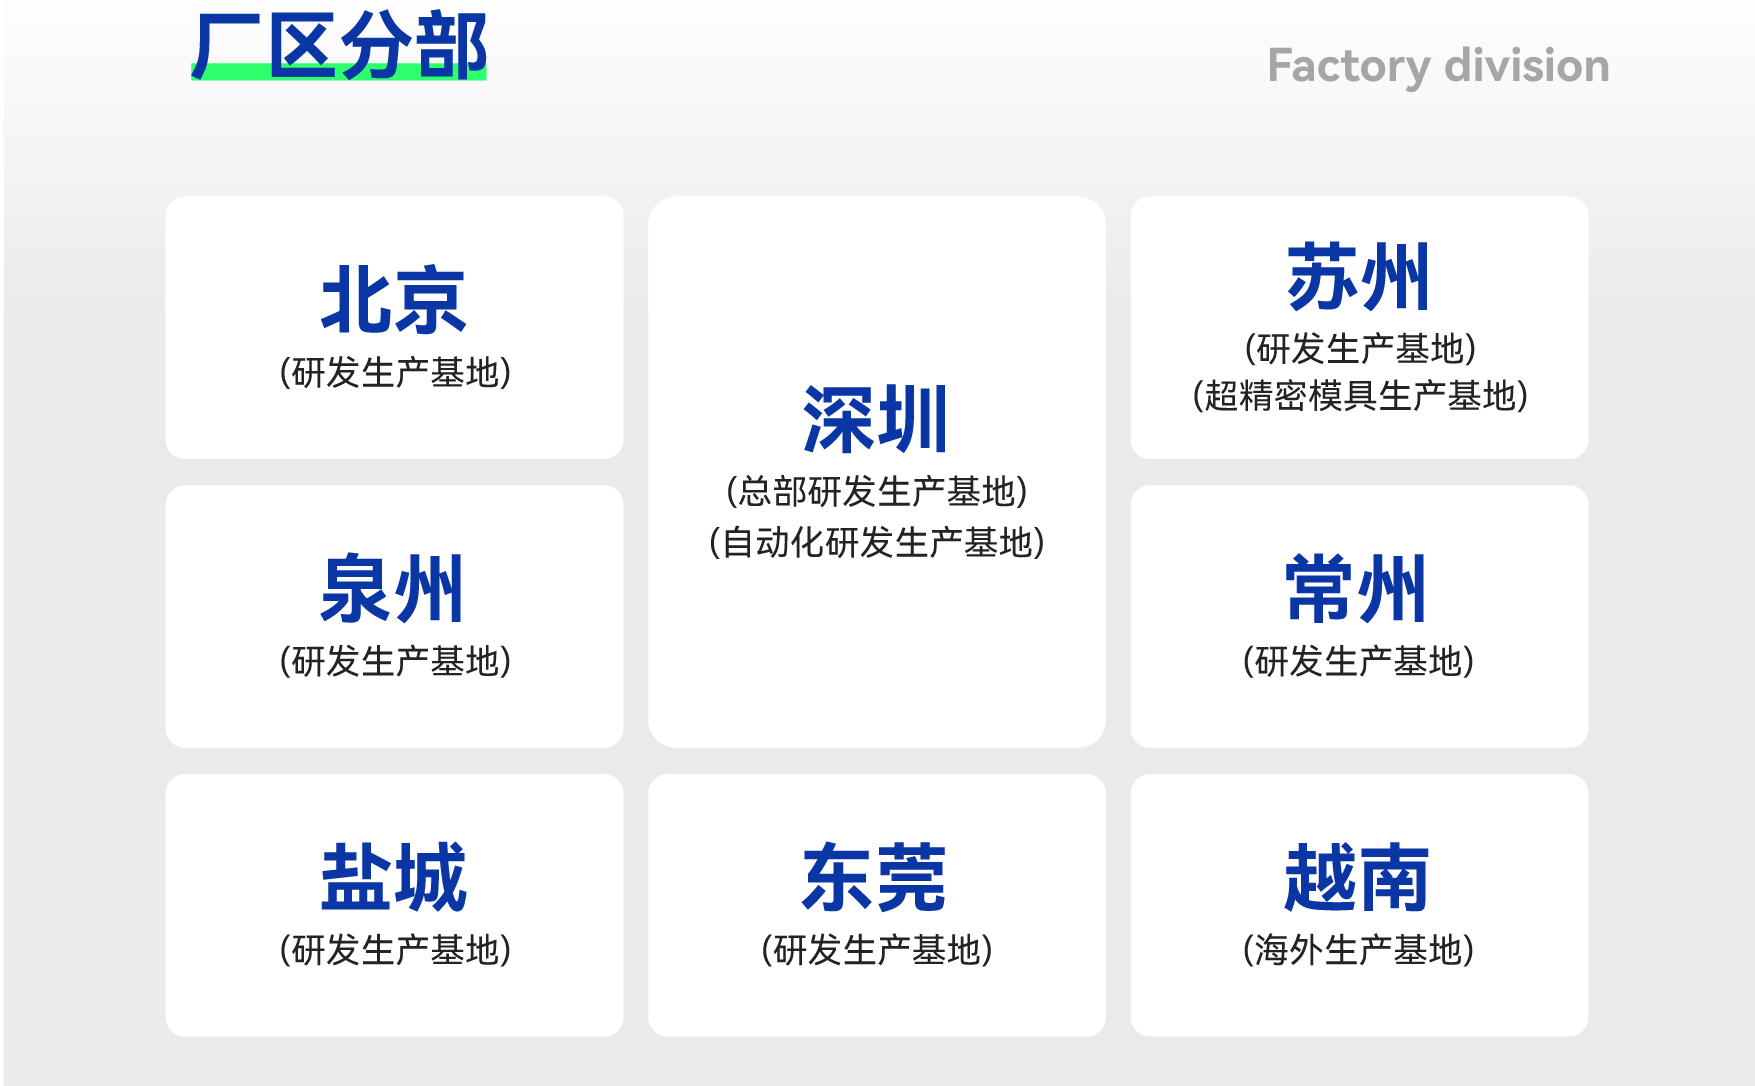 厂区分部
Factory division
北京
(研发生产基地)
深圳
(总部研发生产基地)
(自动化研发生产基地)
苏州
(研发生产基地)
(超精密模具生产基地)
泉州
(研发生产基地)
常州
(研发生产基地)
盐城
(研发生产基地)
东莞
(研发生产基地)
越南
(海外生产基地)